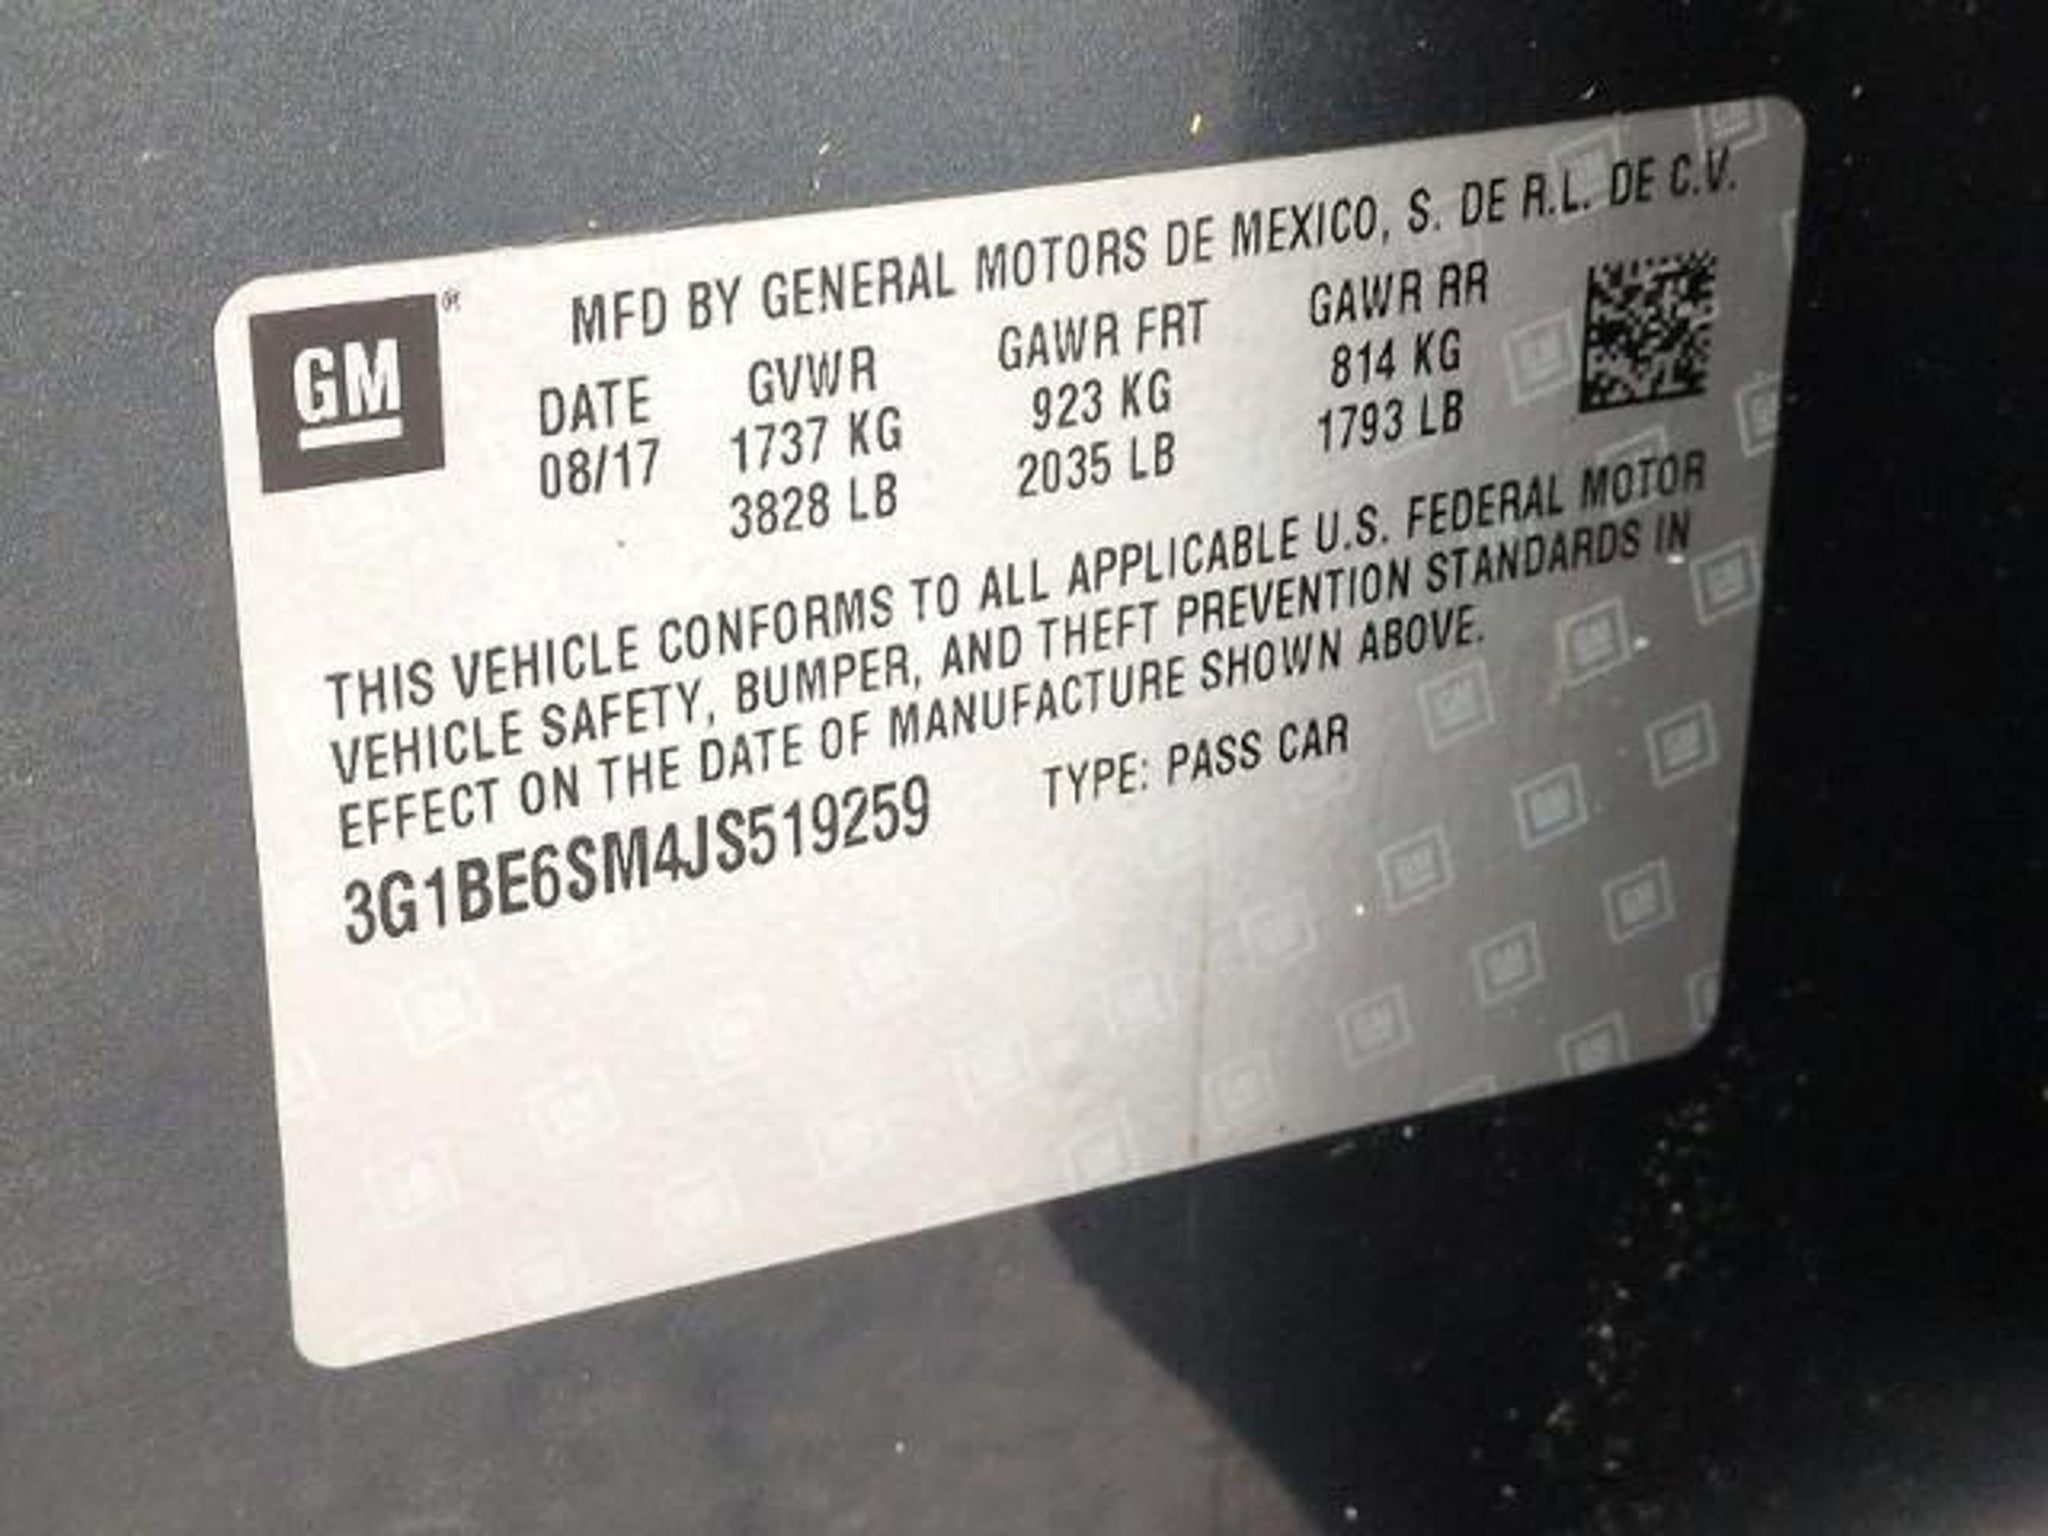 GM ®
MFD BY GENERAL MOTORS DE MEXICO, S. DE R.L. DE C.V.
DATE GVWR GAWR FRT GAWR RR
08/17 1737 KG 923 KG 814 KG
3828 LB 2035 LB 1793 LB
THIS VEHICLE CONFORMS TO ALL APPLICABLE U.S. FEDERAL MOTOR
VEHICLE SAFETY, BUMPER, AND THEFT PREVENTION STANDARDS IN
EFFECT ON THE DATE OF MANUFACTURE SHOWN ABOVE.
3G1BE6SM4JS519259 TYPE: PASS CAR